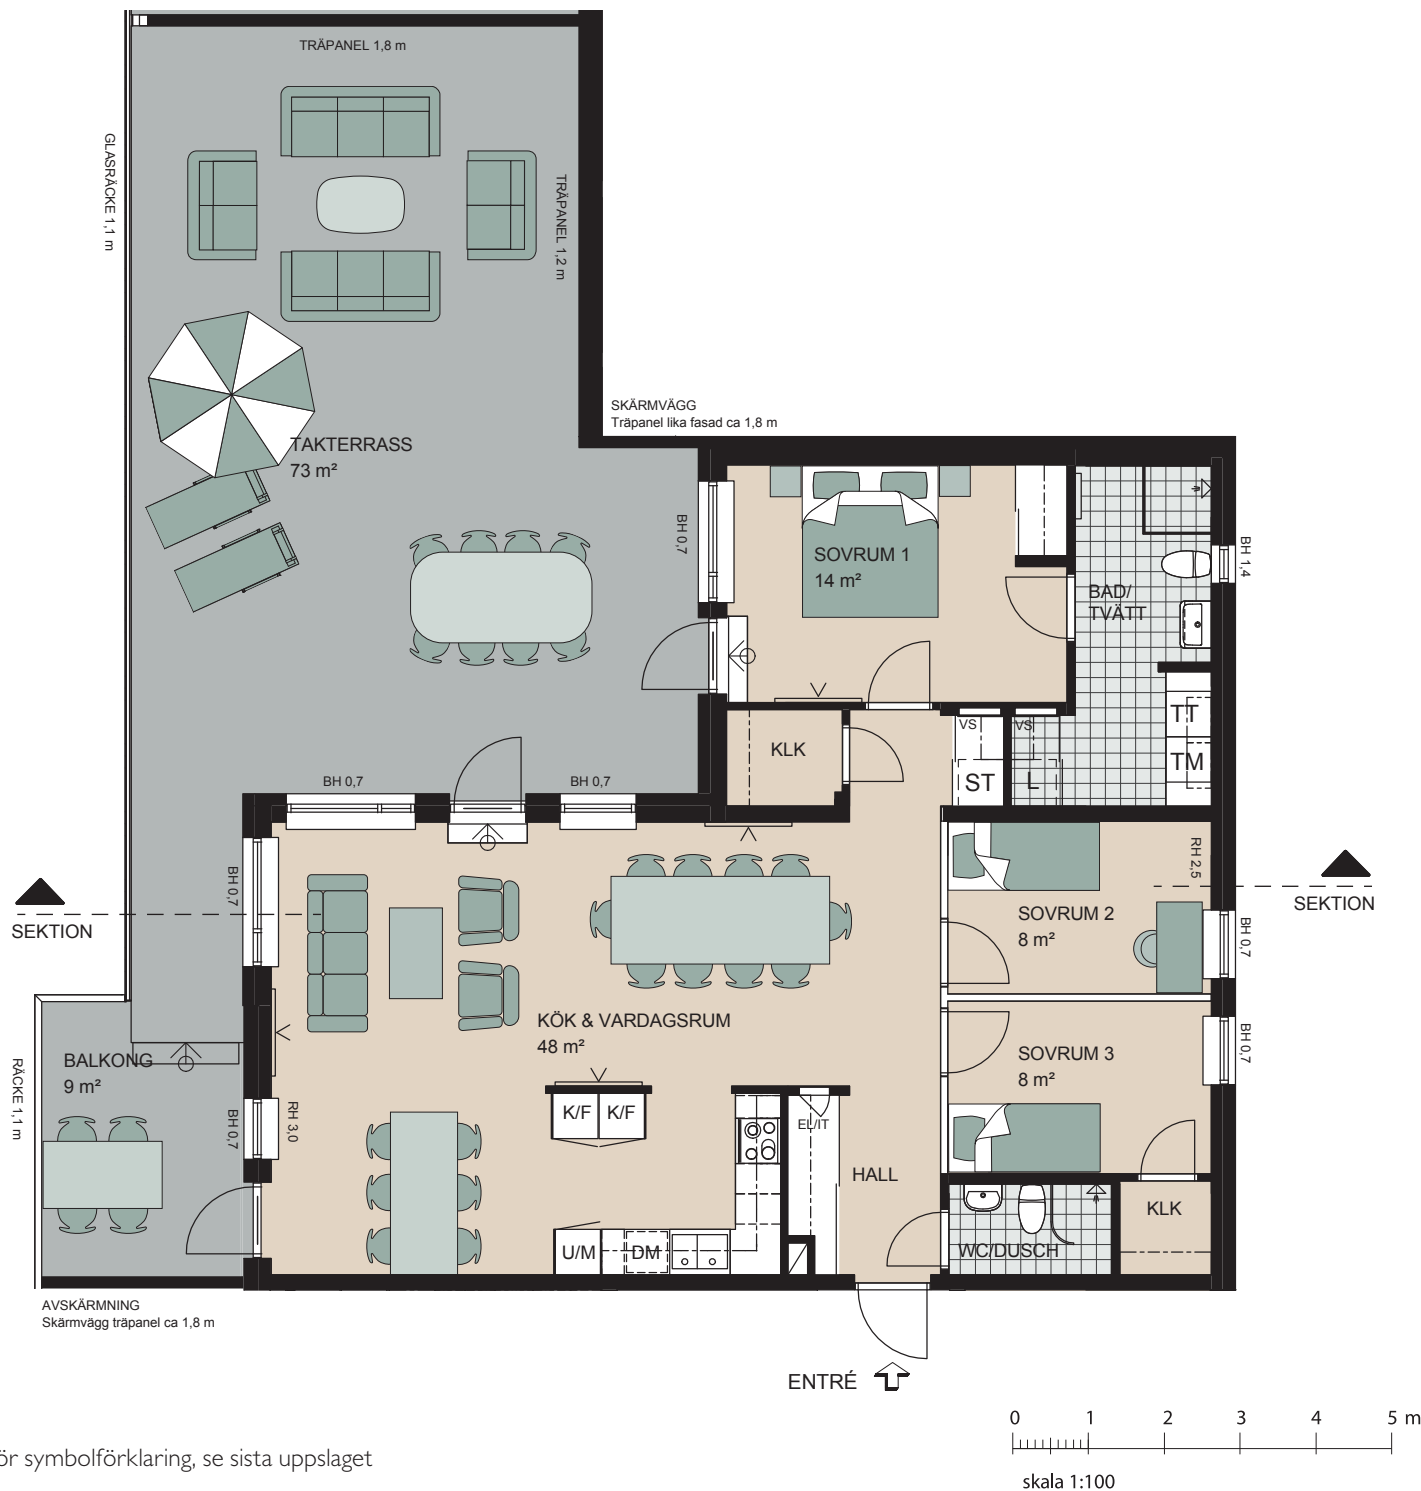 TRÄPANEL 1,8 m
GLASRÄCKE 1,1 m
TRÄPANEL 1,2 m
SKÄRMVÄGG
Träpanel lika fasad ca 1,8 m
TAKTERRASS
73 m²
BH 0,7
SOVRUM 1
14 m²
BH 1,4
BAD/
TVÄTT
KLK
VS
VS
ST
L
TT
TM
BH 0,7
BH 0,7
BH 0,7
RH 2,5
SEKTION
SEKTION
SOVRUM 2
8 m²
BH 0,7
KÖK & VARDAGSRUM
48 m²
SOVRUM 3
8 m²
BH 0,7
BALKONG
9 m²
RÄCKE 1,1 m
BH 0,7
RH 3,0
K/F
K/F
EL/IT
HALL
KLK
U/M
DM
WC/DUSCH
AVSKÄRMNING
Skärmvägg träpanel ca 1,8 m
ENTRÉ
0 1 2 3 4 5 m
skala 1:100
ör symbolförklaring, se sista uppslaget